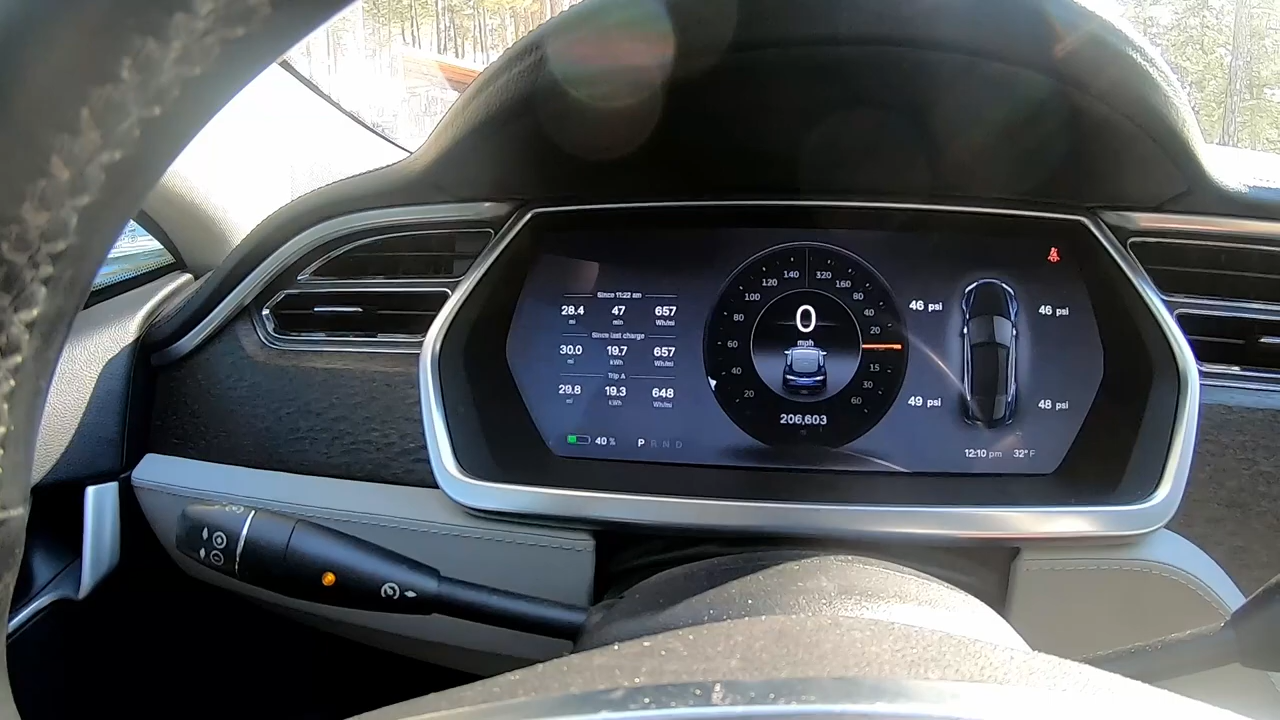 Since 11:22 am
28.4 47 657
mi min Wh/mi
Since last charge
30.0 19.7 657
mi kWh Wh/mi
Trip A
29.8 19.3 648
mi kWh Wh/mi
40 %
P R N D
140 320
120 160
100 80
80 40
20
60
40 15
30
20 60
0
mph
206,603
46 psi 46 psi
49 psi 48 psi
12:10 pm 32° F